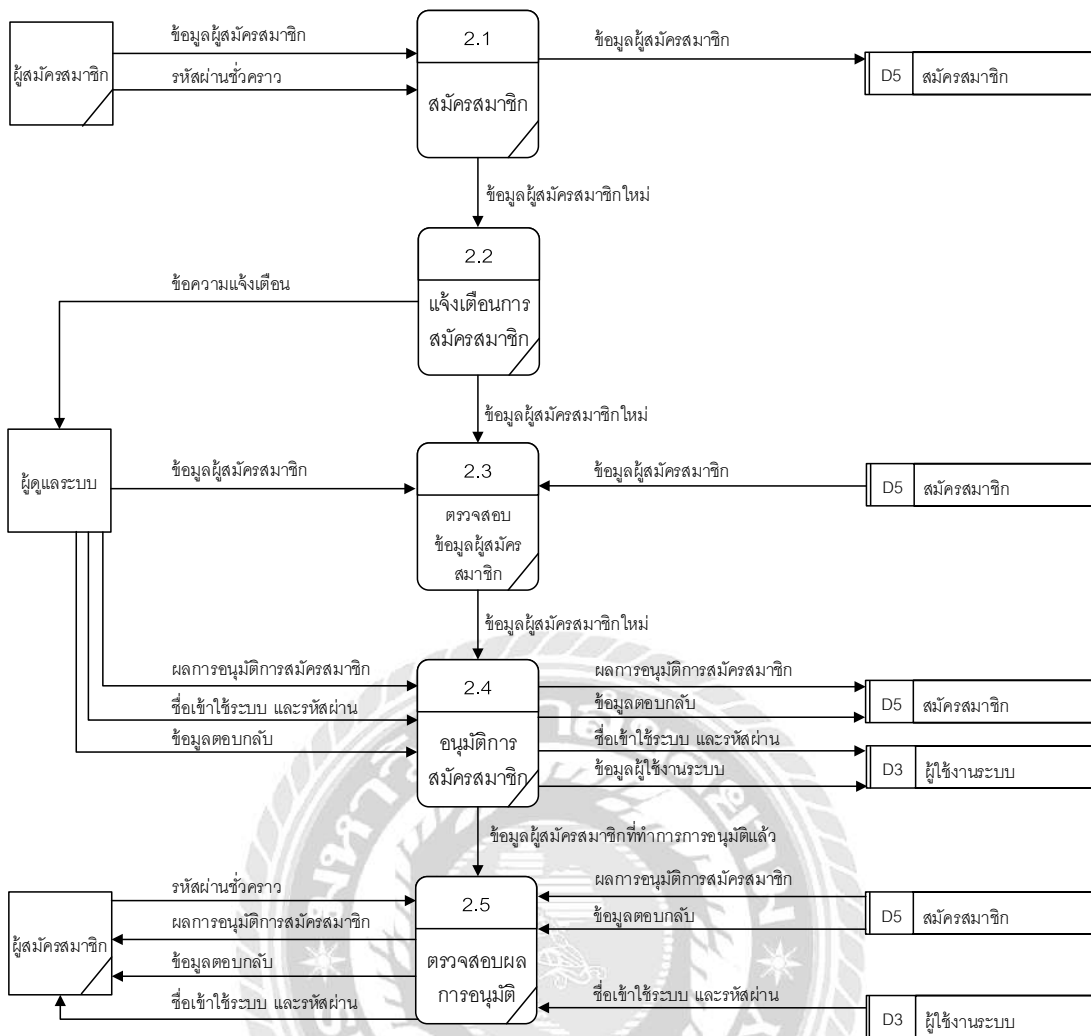 ข้อมูลผู้สมัครสมาชิก
2.1
ข้อมูลผู้สมัครสมาชิก
ผู้สมัครสมาชิก
รหัสผ่านชั่วคราว
สมัครสมาชิก
D5 สมัครสมาชิก
ข้อมูลผู้สมัครสมาชิกใหม่
2.2
ข้อความแจ้งเตือน
แจ้งเตือนการ
สมัครสมาชิก
ข้อมูลผู้สมัครสมาชิกใหม่
ผู้ดูแลระบบ
ข้อมูลผู้สมัครสมาชิก
2.3
ข้อมูลผู้สมัครสมาชิก
D5 สมัครสมาชิก
ตรวจสอบ
ข้อมูลผู้สมัคร
สมาชิก
ข้อมูลผู้สมัครสมาชิกใหม่
ผลการอนุมัติการสมัครสมาชิก
ชื่อเข้าใช้ระบบ และรหัสผ่าน
ข้อมูลตอบกลับ
2.4
อนุมัติการ
สมัครสมาชิก
ผลการอนุมัติการสมัครสมาชิก
ข้อมูลตอบกลับ
D5 สมัครสมาชิก
ชื่อเข้าใช้ระบบ และรหัสผ่าน
ข้อมูลผู้ใช้งานระบบ
D3 ผู้ใช้งานระบบ
ข้อมูลผู้สมัครสมาชิกที่ทำการการอนุมัติแล้ว
ผู้สมัครสมาชิก
รหัสผ่านชั่วคราว
ผลการอนุมัติการสมัครสมาชิก
ข้อมูลตอบกลับ
ชื่อเข้าใช้ระบบ และรหัสผ่าน
2.5
ตรวจสอบผล
การอนุมัติ
ผลการอนุมัติการสมัครสมาชิก
ข้อมูลตอบกลับ
D5 สมัครสมาชิก
ชื่อเข้าใช้ระบบ และรหัสผ่าน
D3 ผู้ใช้งานระบบ